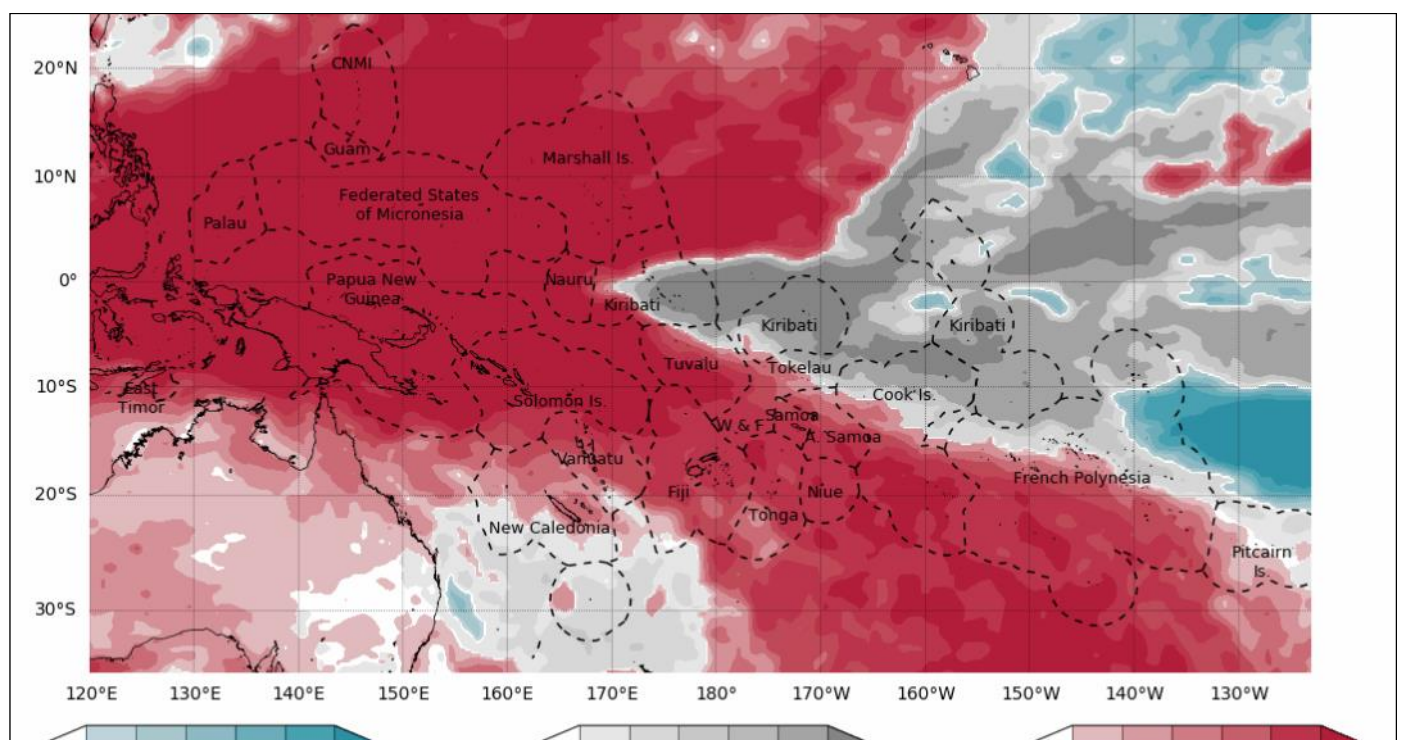 20°N
10°N
0°
10°S
20°S
30°S
CNMI
Guam
Marshall Is.
Federated States
of Micronesia
Palau
Papua New
Guinea
Nauru
Kiribati
Kiribati
Kiribati
Tuvalu
Tokelau
East
Timor
Solomon Is.
Cook Is.
Samoa
W & F
A. Samoa
Vanuatu
French Polynesia
Fiji
Niue
Tonga
New Caledonia
Pitcairn
Is.
120°E
130°E
140°E
150°E
160°E
170°E
180°
170°W
160°W
150°W
140°W
130°W